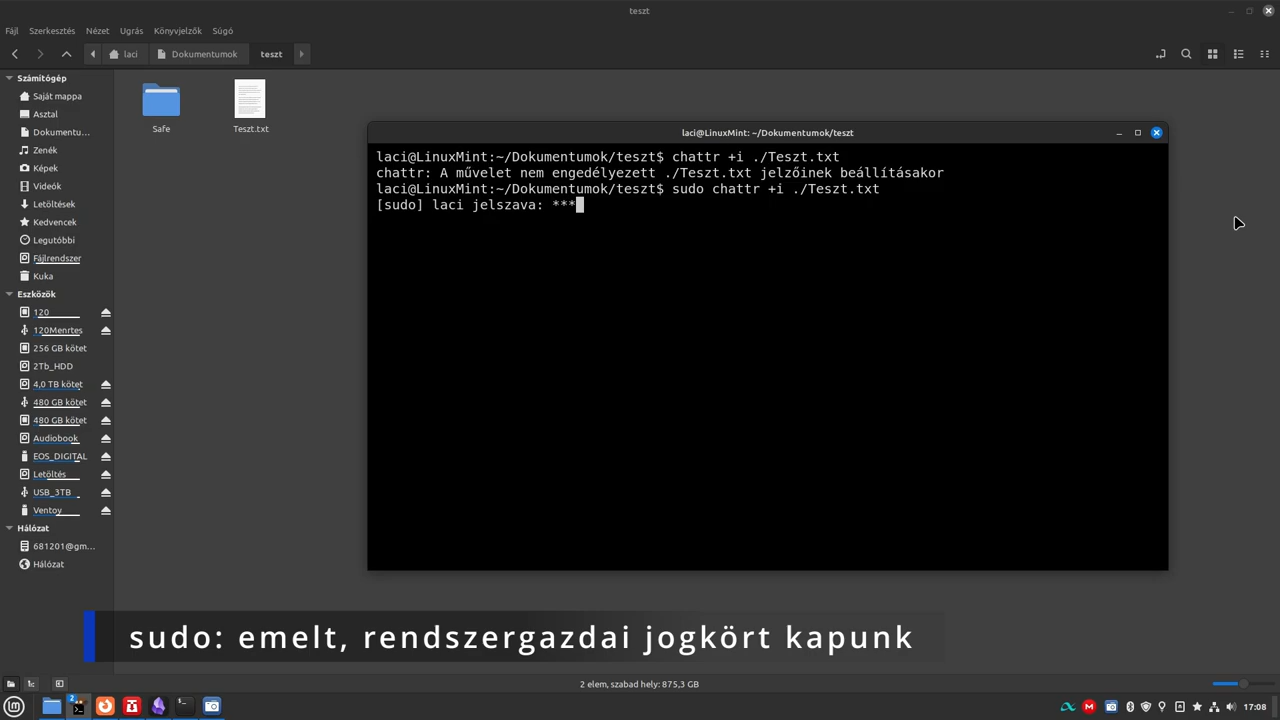 teszt
Fájl Szerkesztés Nézet Ugrás Könyvjelzők Súgó
laci Dokumentumok teszt
Számítógép
Saját mappa
Asztal
Dokumentu...
Zenék
Képek
Videók
Letöltések
Kedvencek
Legutóbbi
Fájlrendszer
Kuka
Eszközök
120
120Menrtes
256 GB kötet
2Tb_HDD
4,0 TB kötet
480 GB kötet
480 GB kötet
Audiobook
EOS_DIGITAL
Letöltés
USB_3TB
Ventoy
Hálózat
681201@gm...
Hálózat
Safe
Teszt.txt
laci@LinuxMint: ~/Dokumentumok/teszt
laci@LinuxMint:~/Dokumentumok/teszt$ chattr +i ./Teszt.txt
chattr: A művelet nem engedélyezett ./Teszt.txt jelzőinek beállításakor
laci@LinuxMint:~/Dokumentumok/teszt$ sudo chattr +i ./Teszt.txt
[sudo] laci jelszava: ***
sudo: emelt, rendszergazdai jogkört kapunk
2 elem, szabad hely: 875,3 GB
2
17:08